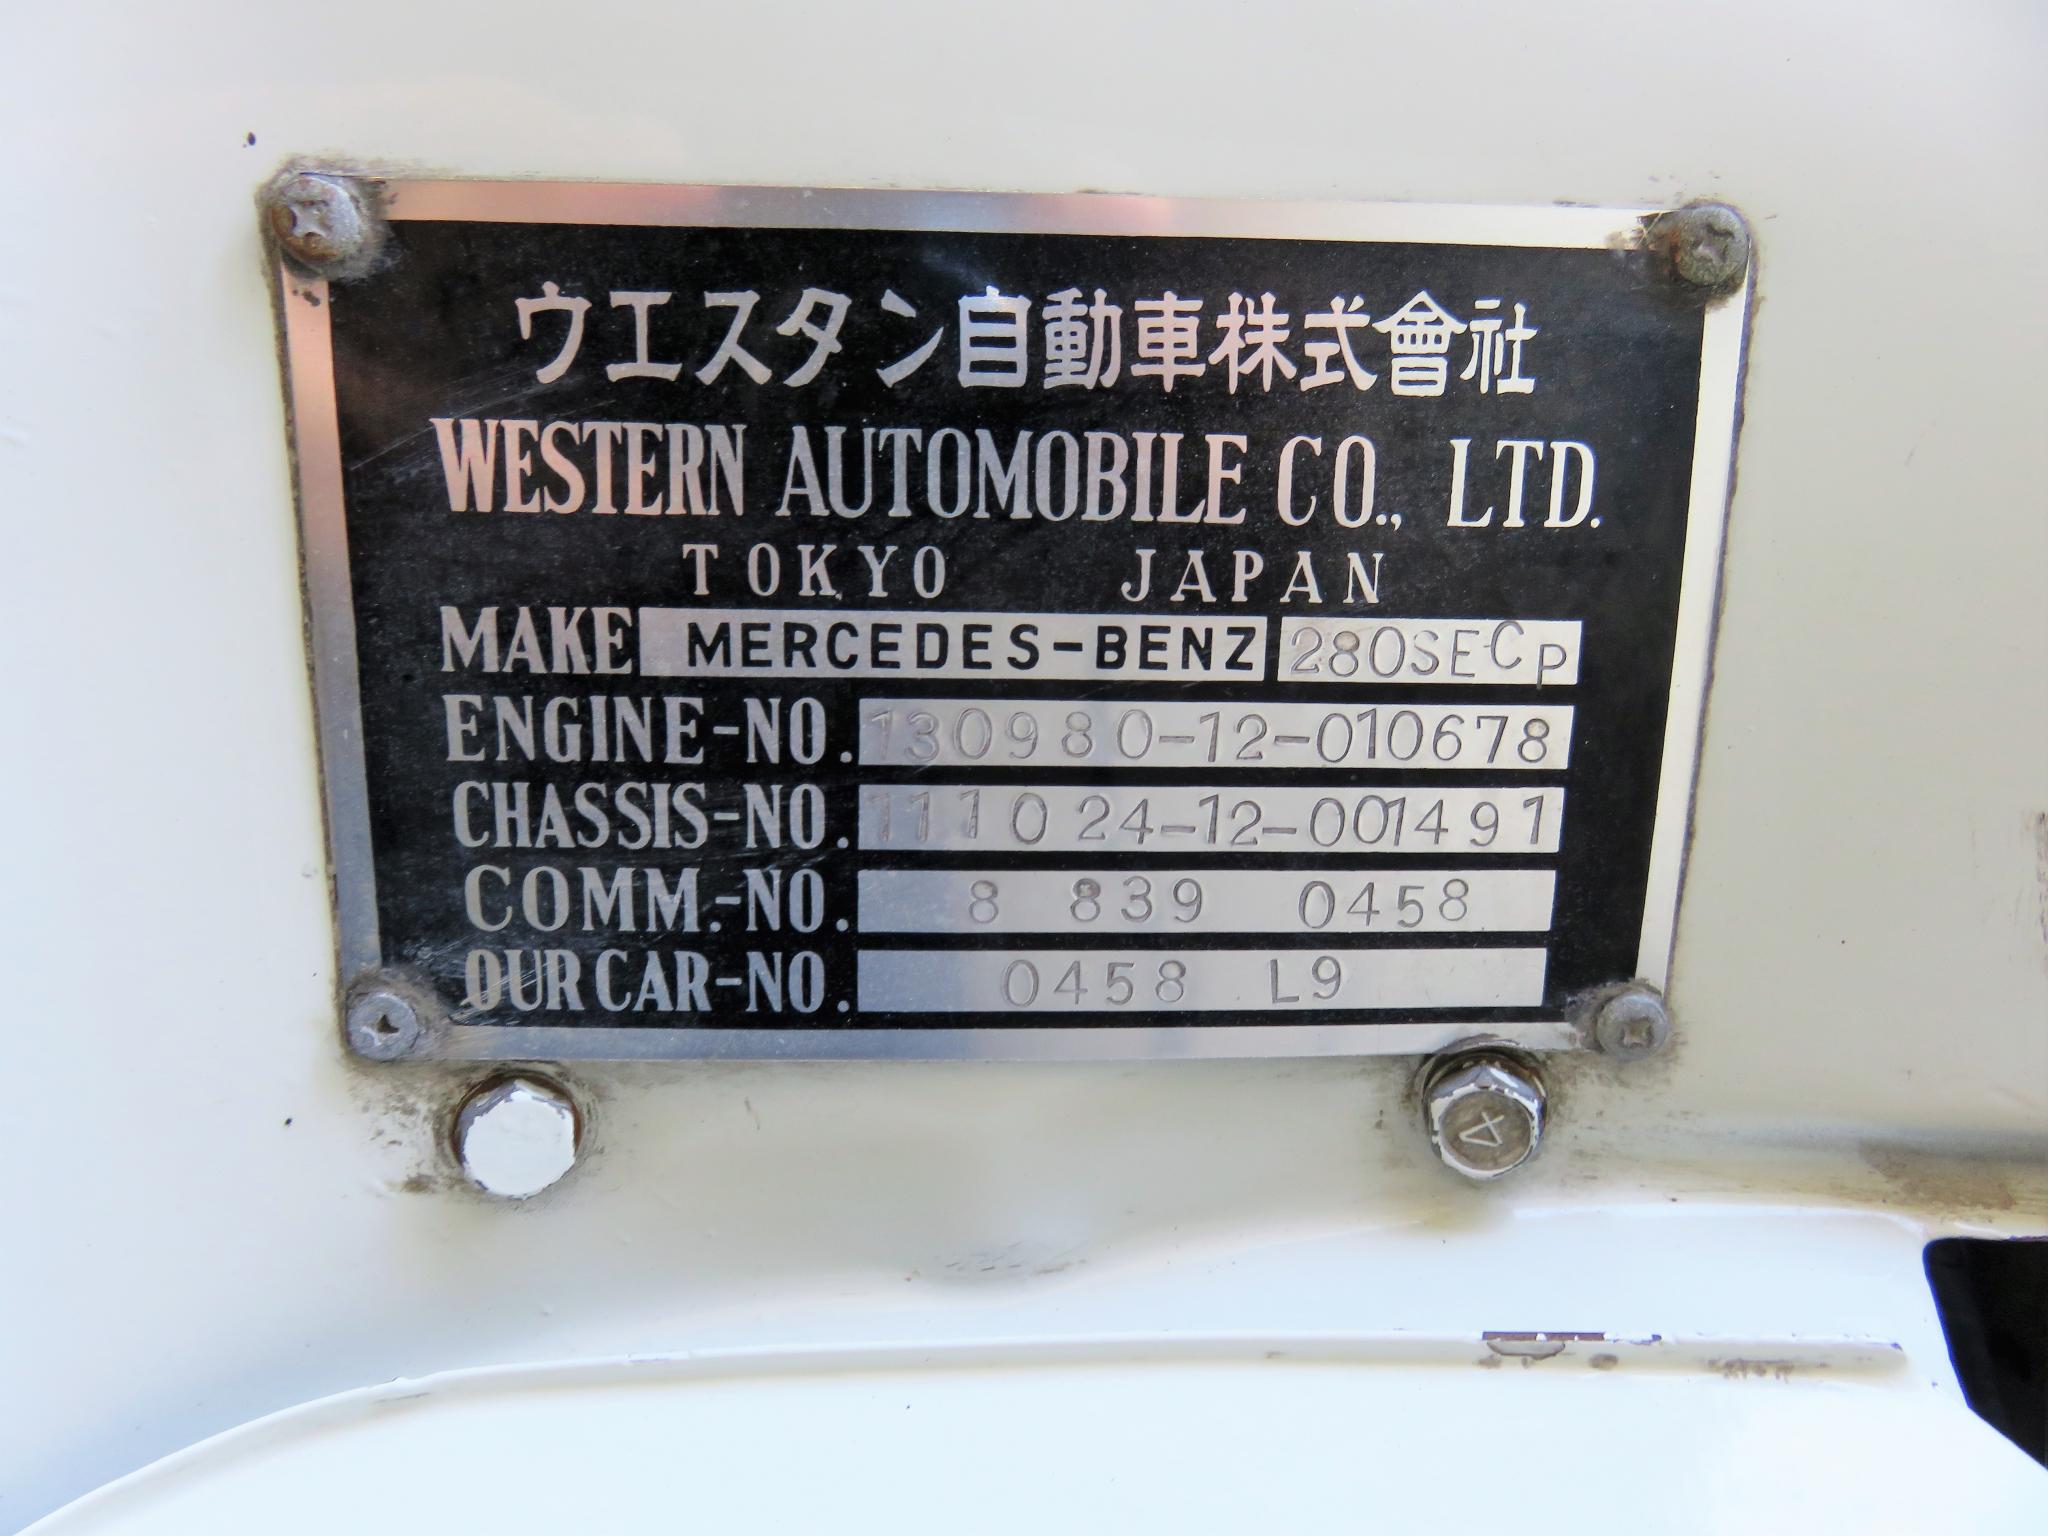 ウエスタン自動車株式會社
WESTERN AUTOMOBILE CO., LTD.
TOKYO JAPAN
MAKE MERCEDES-BENZ 280SE-Cp
ENGINE-NO. 130980-12-010678
CHASSIS-NO. 111024-12-001491
COMM.-NO. 8 839 0458
OUR CAR-NO. 0458 L9
4